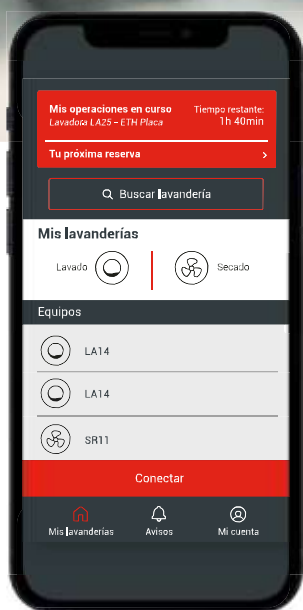 Mis operaciones en curso
Tiempo restante:
Lavadora LA25 – ETH Placa
1h 40min
Tu próxima reserva
Buscar lavandería
Mis lavanderías
Lavado
Secado
Equipos
LA14
LA14
SR11
Conectar
Mis lavanderías
Avisos
Mi cuenta